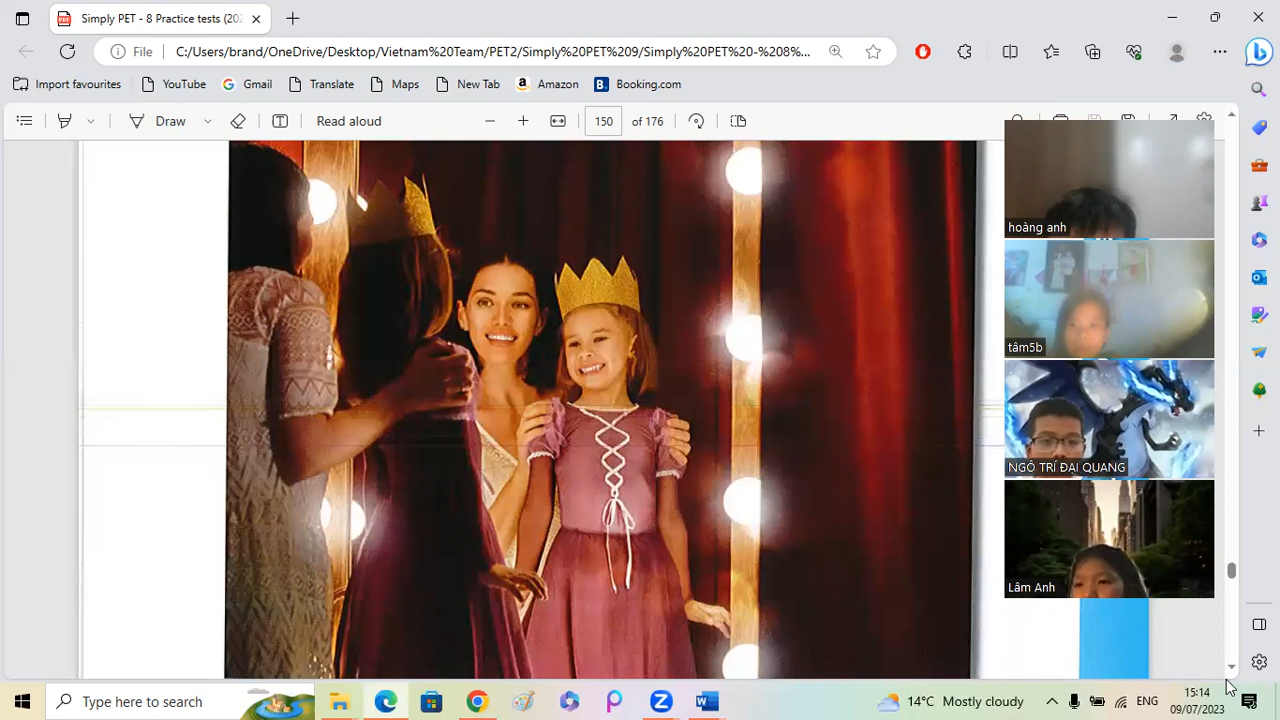 Simply PET - 8 Practice tests (202
File
C:/Users/brand/OneDrive/Desktop/Vietnam%20Team/PET2/Simply%20PET%209/Simply%20PET%20-%208%...
Import favourites
YouTube
Gmail
Translate
Maps
New Tab
Amazon
Booking.com
Draw
Read aloud
150 of 176
hoàng anh
tâm5b
NGÔ TRÍ ĐẠI QUANG
Lâm Anh
Type here to search
14°C Mostly cloudy
ENG
15:14
09/07/2023